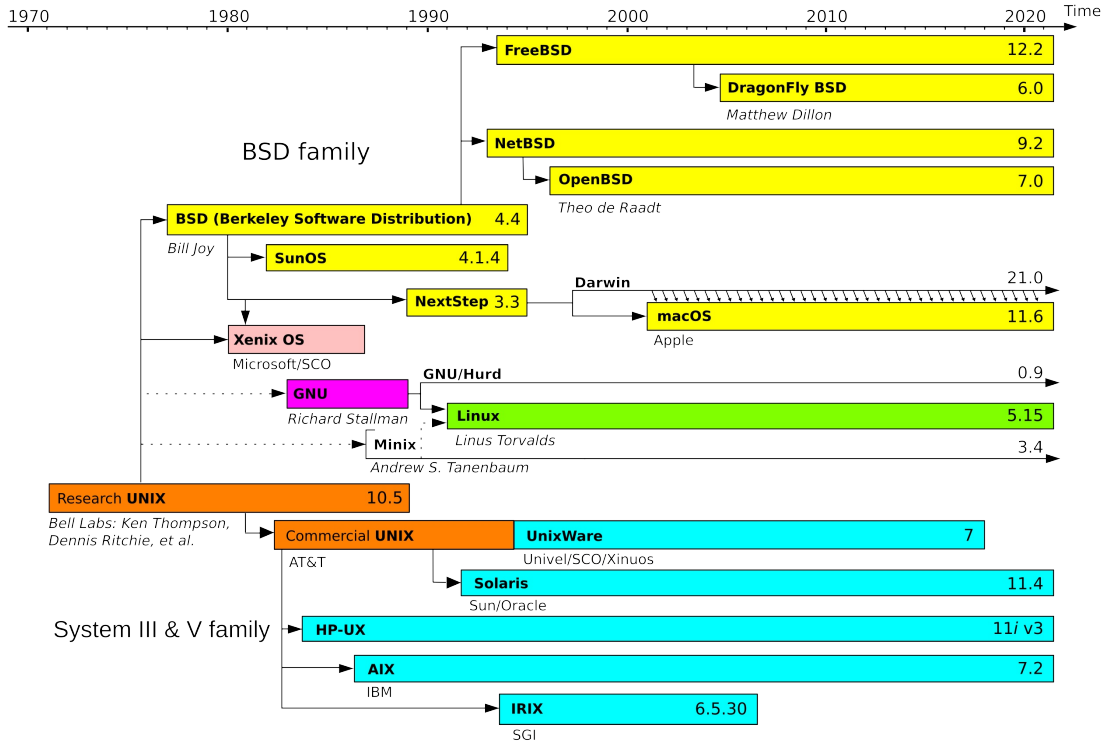 1970 1980 1990 2000 2010 2020 Time
FreeBSD 12.2
DragonFly BSD 6.0
Matthew Dillon
NetBSD 9.2
BSD family
OpenBSD 7.0
Theo de Raadt
BSD (Berkeley Software Distribution) 4.4
Bill Joy
SunOS 4.1.4
Darwin 21.0
NextStep 3.3
macOS 11.6
Apple
Xenix OS
Microsoft/SCO
GNU/Hurd 0.9
GNU
Richard Stallman
Linux 5.15
Linus Torvalds
Minix 3.4
Andrew S. Tanenbaum
Research UNIX 10.5
Bell Labs: Ken Thompson,
Dennis Ritchie, et al.
Commercial UNIX UnixWare 7
AT&T Univel/SCO/Xinuos
Solaris 11.4
Sun/Oracle
System III & V family
HP-UX 11i v3
AIX 7.2
IBM
IRIX 6.5.30
SGI